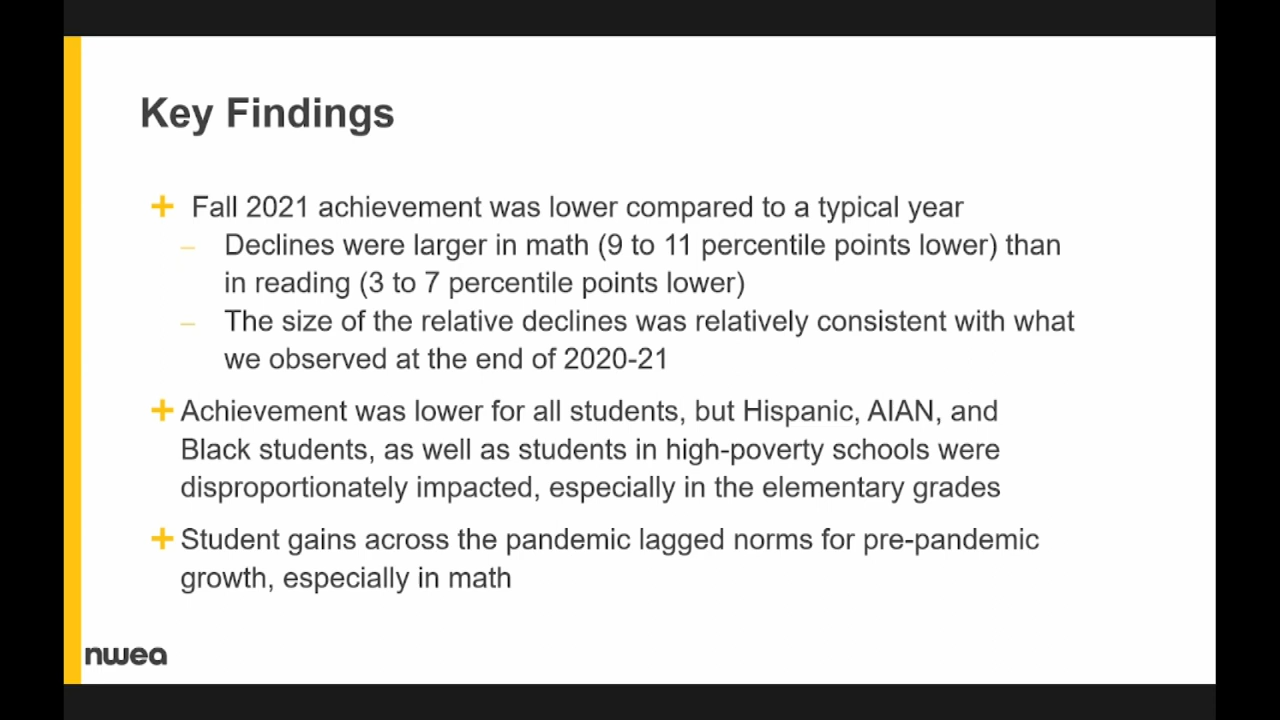 Key Findings
Fall 2021 achievement was lower compared to a typical year
– Declines were larger in math (9 to 11 percentile points lower) than
in reading (3 to 7 percentile points lower)
– The size of the relative declines was relatively consistent with what
we observed at the end of 2020-21
Achievement was lower for all students, but Hispanic, AIAN, and
Black students, as well as students in high-poverty schools were
disproportionately impacted, especially in the elementary grades
Student gains across the pandemic lagged norms for pre-pandemic
growth, especially in math
nwea